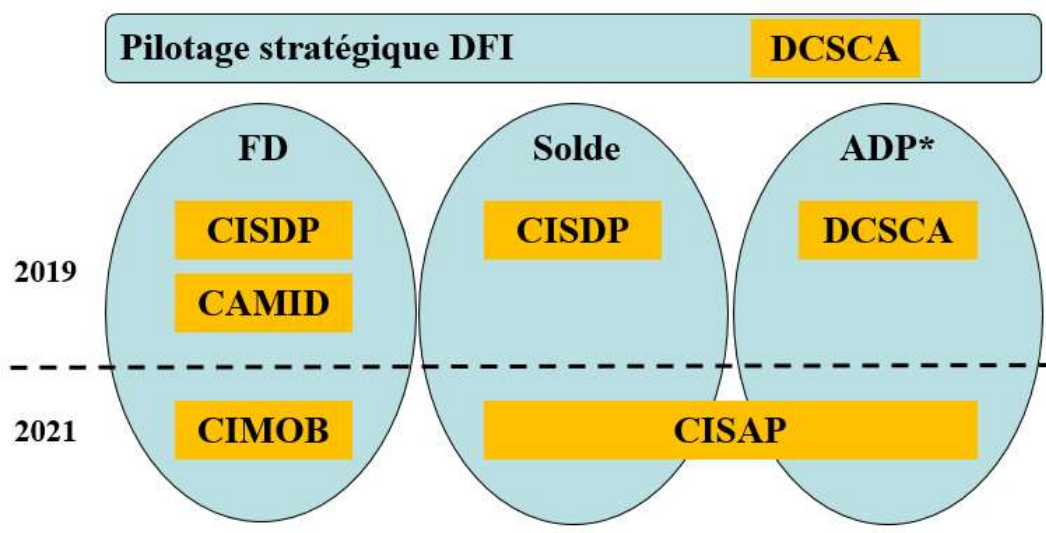 Pilotage stratégique DFI DCSCA
FD Solde ADP*
CISDP CISDP DCSCA
2019
CAMID
2021 CIMOB CISAP